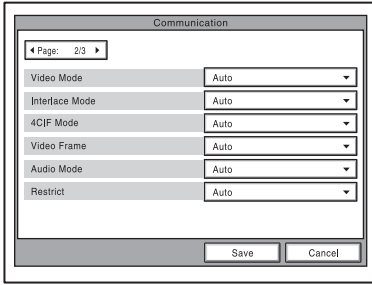 Communication
Page: 2/3
Video Mode Auto
Interlace Mode Auto
4CIF Mode Auto
Video Frame Auto
Audio Mode Auto
Restrict Auto
Save Cancel